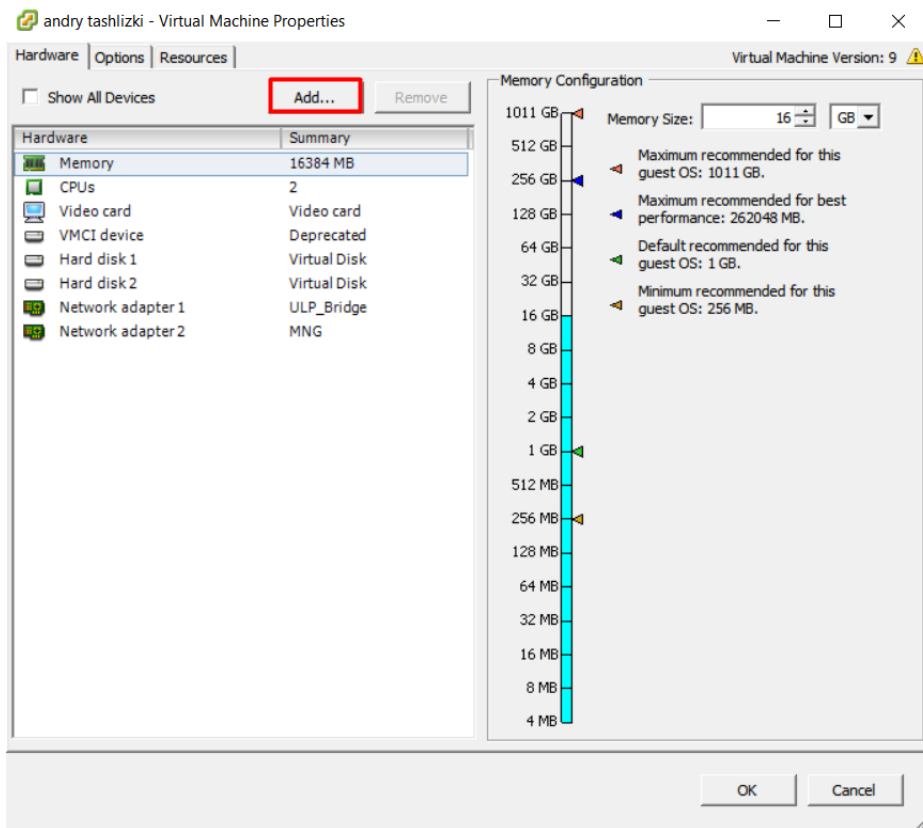 andry tashlizki - Virtual Machine Properties
Hardware Options Resources
Virtual Machine Version: 9
Show All Devices
Add...
Remove
Hardware Summary
Memory 16384 MB
CPUs 2
Video card Video card
VMCI device Deprecated
Hard disk 1 Virtual Disk
Hard disk 2 Virtual Disk
Network adapter 1 ULP_Bridge
Network adapter 2 MNG
Memory Configuration
1011 GB
512 GB
256 GB
128 GB
64 GB
32 GB
16 GB
8 GB
4 GB
2 GB
1 GB
512 MB
256 MB
128 MB
64 MB
32 MB
16 MB
8 MB
4 MB
Memory Size: 16 GB
Maximum recommended for this
guest OS: 1011 GB.
Maximum recommended for best
performance: 262048 MB.
Default recommended for this
guest OS: 1 GB.
Minimum recommended for this
guest OS: 256 MB.
OK
Cancel